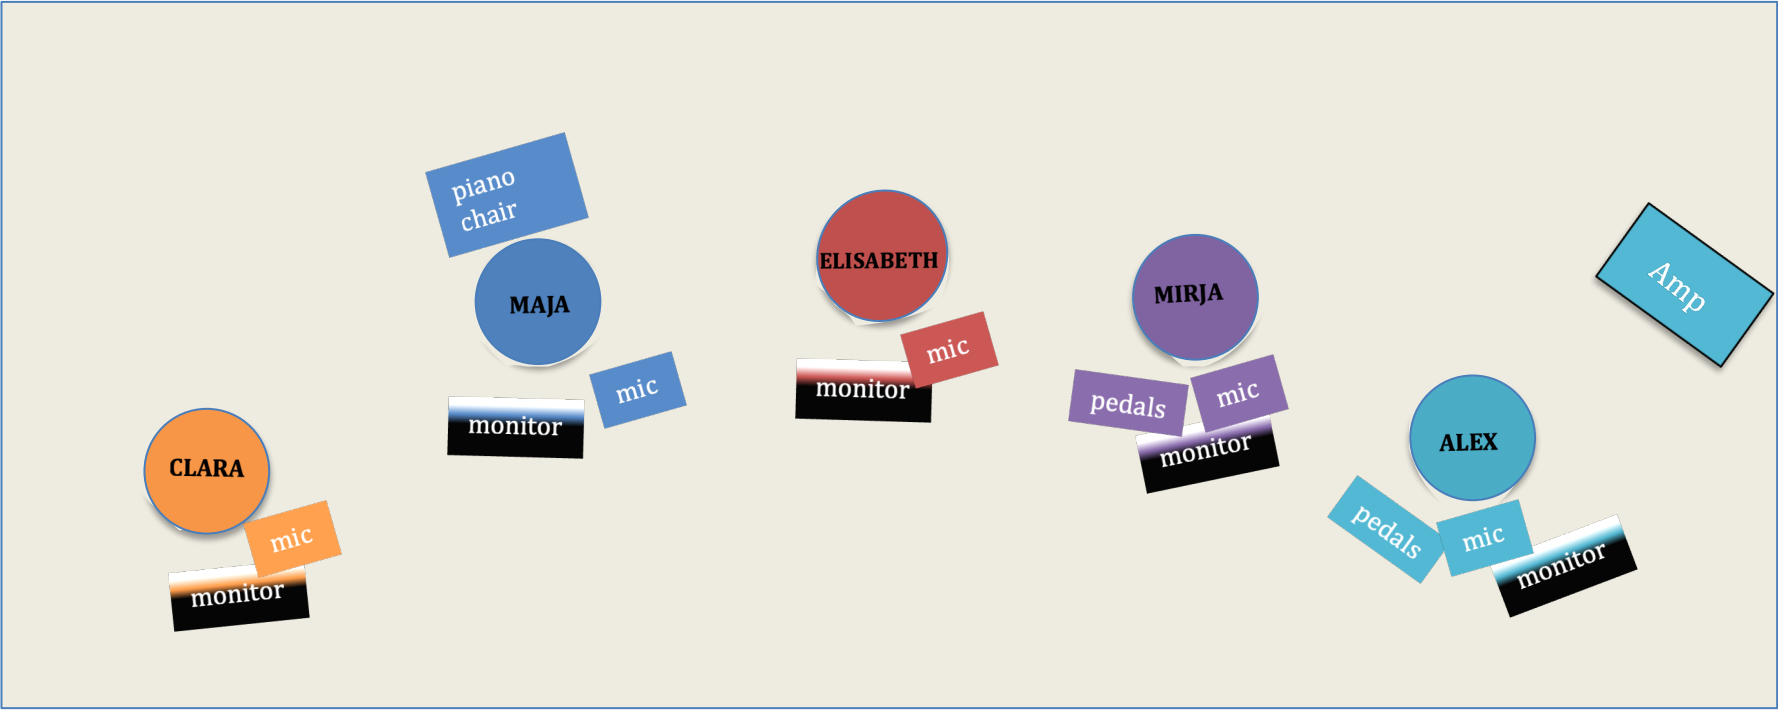 piano
chair
MAJA
mic
monitor
CLARA
mic
monitor
ELISABETH
mic
monitor
MIRJA
pedals
mic
monitor
Amp
ALEX
pedals
mic
monitor